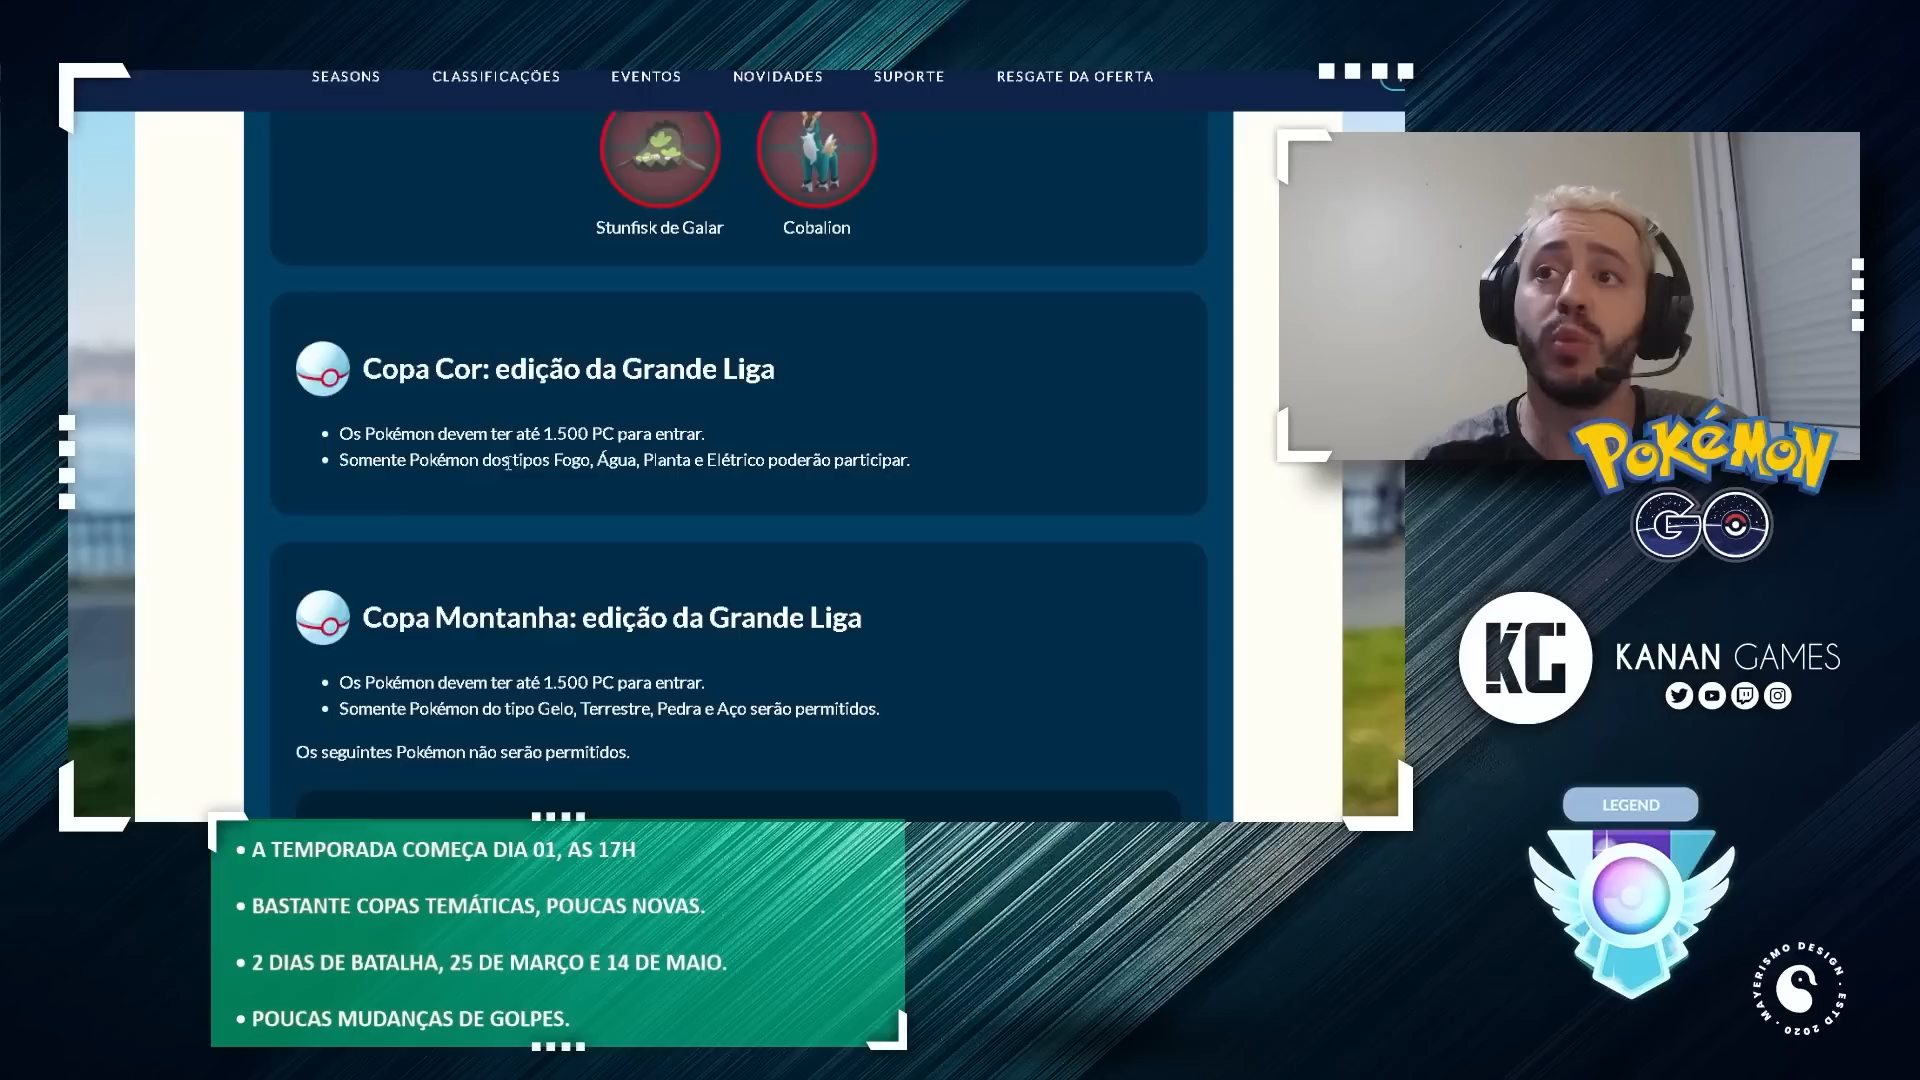 SEASONS CLASSIFICAÇÕES EVENTOS NOVIDADES SUPORTE RESGATE DA OFERTA
Stunfisk de Galar Cobalion
Copa Cor: edição da Grande Liga
• Os Pokémon devem ter até 1.500 PC para entrar.
• Somente Pokémon dos tipos Fogo, Água, Planta e Elétrico poderão participar.
Copa Montanha: edição da Grande Liga
• Os Pokémon devem ter até 1.500 PC para entrar.
• Somente Pokémon do tipo Gelo, Terrestre, Pedra e Aço serão permitidos.
Os seguintes Pokémon não serão permitidos.
• A TEMPORADA COMEÇA DIA 01, AS 17H
• BASTANTE COPAS TEMÁTICAS, POUCAS NOVAS.
• 2 DIAS DE BATALHA, 25 DE MARÇO E 14 DE MAIO.
• POUCAS MUDANÇAS DE GOLPES.
POKÉMON
GO
KG
KANAN GAMES
LEGEND
MAYERISMO DESIGN · ESTD 2020 ·